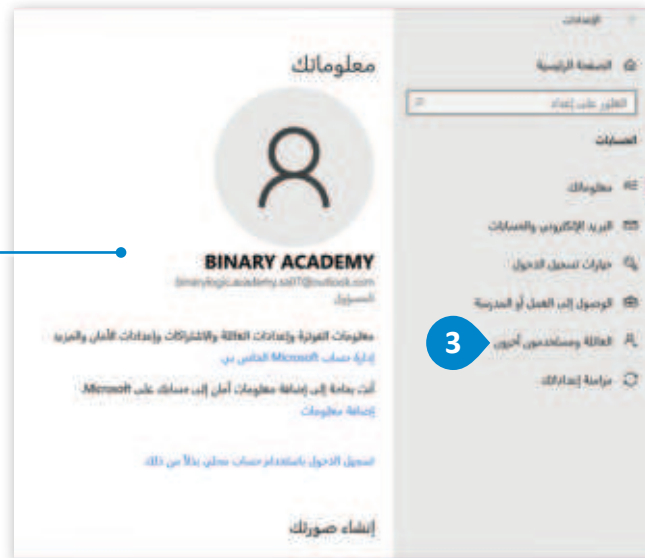 الإعدادات
الصفحة الرئيسية
العثور على إعداد
الحسابات
معلوماتك
البريد الإلكتروني والحسابات
خيارات تسجيل الدخول
الوصول إلى العمل أو المدرسة
العائلة ومستخدمون آخرون
3
مزامنة إعداداتك
معلوماتك
BINARY ACADEMY
المسؤول
معلومات الفوترة وإعدادات العائلة والاشتراكات وإعدادات الأمان والمزيد
إدارة حساب Microsoft الخاص بي
أنت بحاجة إلى إضافة معلومات أمان إلى حسابك على Microsoft.
إضافة معلومات
تسجيل الدخول باستخدام حساب محلي بدلاً من ذلك
إنشاء صورتك